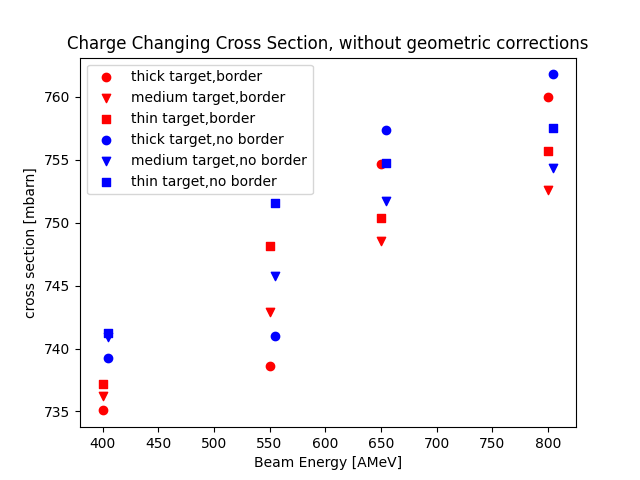 Charge Changing Cross Section, without geometric corrections
thick target,border
medium target,border
thin target,border
thick target,no border
medium target,no border
thin target,no border
760
755
750
745
740
735
cross section [mbarn]
400 450 500 550 600 650 700 750 800
Beam Energy [AMeV]